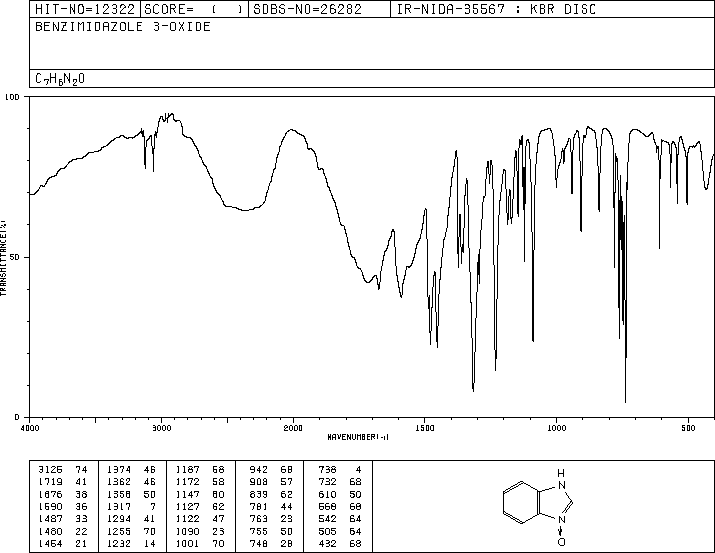 HIT-NO=12322 SCORE= ( ) SDBS-NO=26282 IR-NIDA-35567 : KBR DISC
BENZIMIDAZOLE 3-OXIDE
C7H6N2O
100
TRANSMITTANCE(%)
50
0
4000 3000 2000 1500 1000 500
WAVENUMBER(-1)
3125 74 1374 46 1187 68 942 68 738 4
1719 41 1362 46 1172 58 908 57 732 68
1676 38 1358 50 1147 80 839 62 610 50
1590 36 1317 7 1127 62 781 44 568 68
1487 33 1294 41 1122 47 763 23 542 64
1480 22 1255 70 1090 23 755 50 505 64
1454 21 1232 14 1001 70 748 28 432 68
H
N
N
O